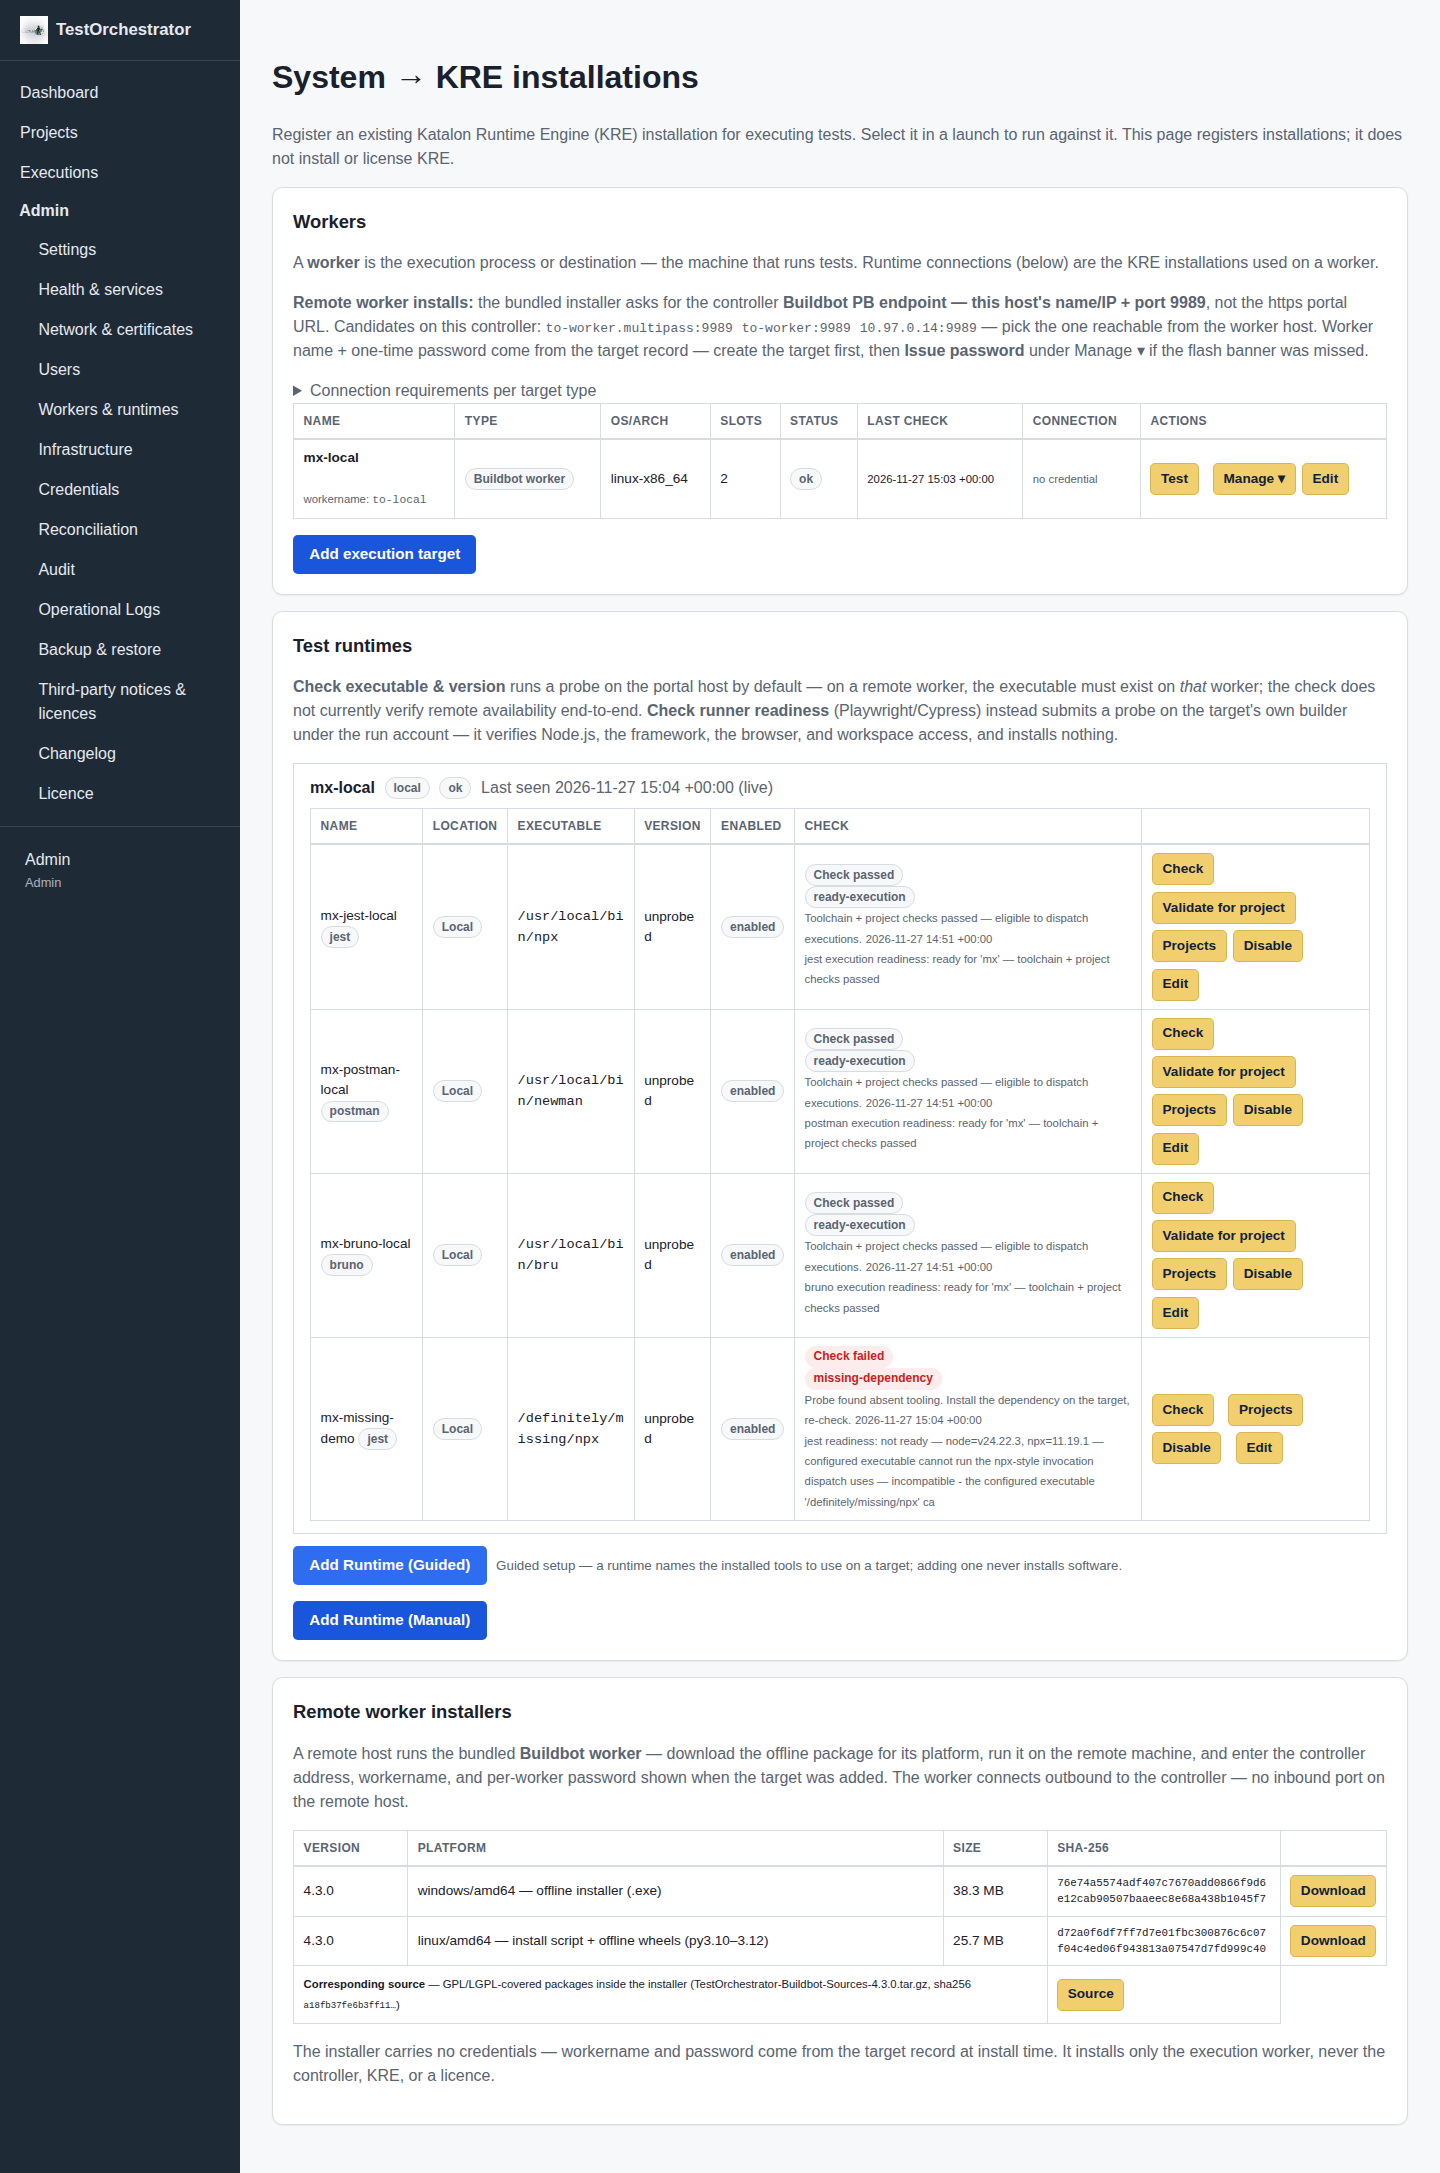 TestOrchestrator
Dashboard
Projects
Executions
Admin
Settings
Health & services
Network & certificates
Users
Workers & runtimes
Infrastructure
Credentials
Reconciliation
Audit
Operational Logs
Backup & restore
Third-party notices &
licences
Changelog
Licence
Admin
Admin
System → KRE installations
Register an existing Katalon Runtime Engine (KRE) installation for executing tests. Select it in a launch to run against it. This page registers installations; it does
not install or license KRE.
Workers
A worker is the execution process or destination — the machine that runs tests. Runtime connections (below) are the KRE installations used on a worker.
Remote worker installs: the bundled installer asks for the controller Buildbot PB endpoint — this host's name/IP + port 9989, not the https portal
URL. Candidates on this controller: to-worker.multipass:9989 to-worker:9989 10.97.0.14:9989 — pick the one reachable from the worker host. Worker
name + one-time password come from the target record — create the target first, then Issue password under Manage ▾ if the flash banner was missed.
▶ Connection requirements per target type
NAME TYPE OS/ARCH SLOTS STATUS LAST CHECK CONNECTION ACTIONS
mx-local
workername: to-local
Buildbot worker linux-x86_64 2 ok 2026-11-27 15:03 +00:00 no credential Test Manage ▾ Edit
Add execution target
Test runtimes
Check executable & version runs a probe on the portal host by default — on a remote worker, the executable must exist on that worker; the check does
not currently verify remote availability end-to-end. Check runner readiness (Playwright/Cypress) instead submits a probe on the target's own builder
under the run account — it verifies Node.js, the framework, the browser, and workspace access, and installs nothing.
mx-local local ok Last seen 2026-11-27 15:04 +00:00 (live)
NAME LOCATION EXECUTABLE VERSION ENABLED CHECK
mx-jest-local
jest
Local
/usr/local/bi
n/npx
unprobe
d
enabled
Check passed
ready-execution
Toolchain + project checks passed — eligible to dispatch
executions. 2026-11-27 14:51 +00:00
jest execution readiness: ready for 'mx' — toolchain + project
checks passed
Check
Validate for project
Projects Disable
Edit
mx-postman-
local
postman
Local
/usr/local/bi
n/newman
unprobe
d
enabled
Check passed
ready-execution
Toolchain + project checks passed — eligible to dispatch
executions. 2026-11-27 14:51 +00:00
postman execution readiness: ready for 'mx' — toolchain +
project checks passed
Check
Validate for project
Projects Disable
Edit
mx-bruno-local
bruno
Local
/usr/local/bi
n/bru
unprobe
d
enabled
Check passed
ready-execution
Toolchain + project checks passed — eligible to dispatch
executions. 2026-11-27 14:51 +00:00
bruno execution readiness: ready for 'mx' — toolchain + project
checks passed
Check
Validate for project
Projects Disable
Edit
mx-missing-
demo jest
Local
/definitely/m
issing/npx
unprobe
d
enabled
Check failed
missing-dependency
Probe found absent tooling. Install the dependency on the target,
re-check. 2026-11-27 15:04 +00:00
jest readiness: not ready — node=v24.22.3, npx=11.19.1 —
configured executable cannot run the npx-style invocation
dispatch uses — incompatible - the configured executable
'/definitely/missing/npx' ca
Check Projects
Disable Edit
Add Runtime (Guided) Guided setup — a runtime names the installed tools to use on a target; adding one never installs software.
Add Runtime (Manual)
Remote worker installers
A remote host runs the bundled Buildbot worker — download the offline package for its platform, run it on the remote machine, and enter the controller
address, workername, and per-worker password shown when the target was added. The worker connects outbound to the controller — no inbound port on
the remote host.
VERSION PLATFORM SIZE SHA-256
4.3.0 windows/amd64 — offline installer (.exe) 38.3 MB
76e74a5574adf407c7670add0866f9d6
e12cab90507baaeec8e68a438b1045f7
Download
4.3.0 linux/amd64 — install script + offline wheels (py3.10–3.12) 25.7 MB
d72a0f6df7ff7d7e01fbc300876c6c07
f04c4ed06f943813a07547d7fd999c40
Download
Corresponding source — GPL/LGPL-covered packages inside the installer (TestOrchestrator-Buildbot-Sources-4.3.0.tar.gz, sha256
a18fb37fe6b3ff11…)
Source
The installer carries no credentials — workername and password come from the target record at install time. It installs only the execution worker, never the
controller, KRE, or a licence.